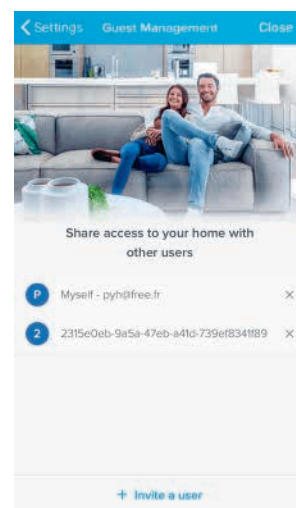 Settings Guest Management Close
Share access to your home with
other users
P Myself - pyh@free.fr ×
2 2315e0eb-9a5a-47eb-a41d-739ef8341f89 ×
+ Invite a user